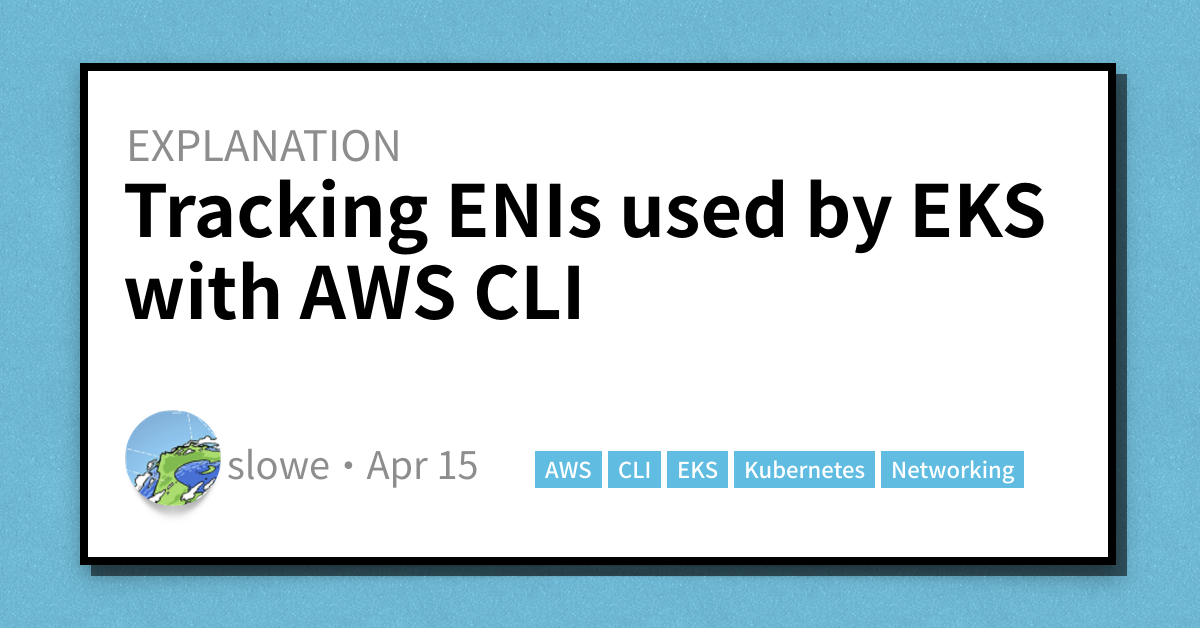 EXPLANATION
Tracking ENIs used by EKS
with AWS CLI
slowe • Apr 15
AWS CLI EKS Kubernetes Networking